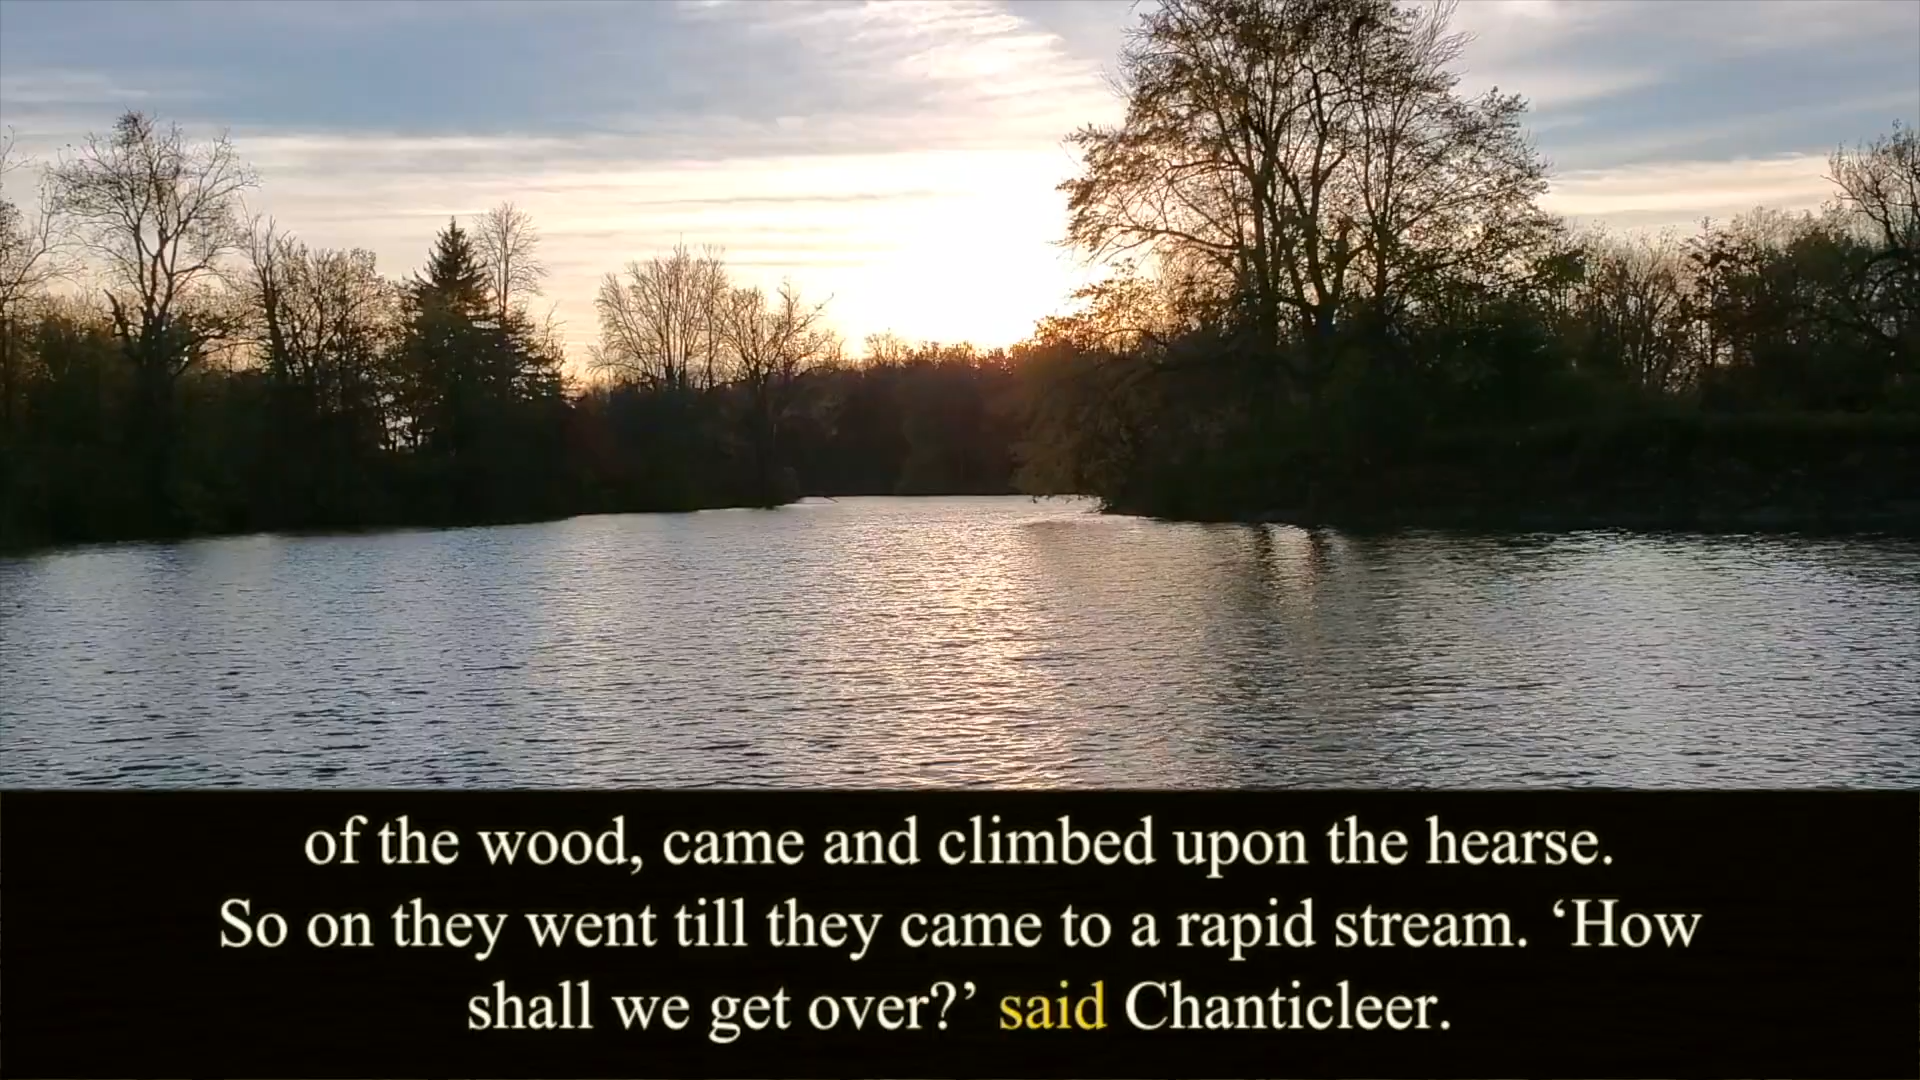 of the wood, came and climbed upon the hearse.
So on they went till they came to a rapid stream. ‘How
shall we get over?’ said Chanticleer.